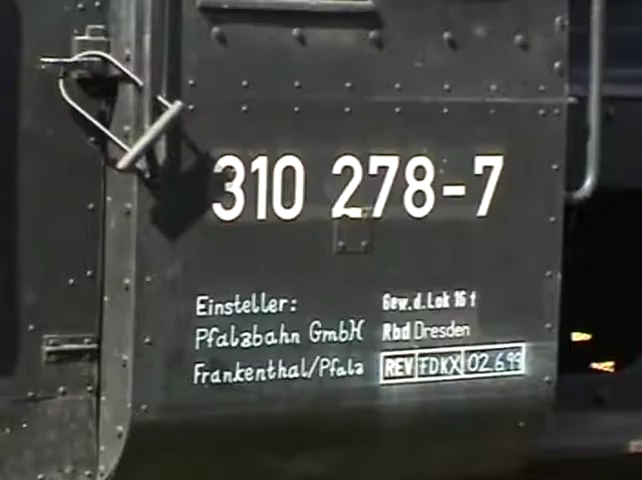 310 278-7
Einsteller:
Pfalzbahn GmbH
Frankenthal/Pfalz
Gew.d.Lok 16 t
Rbd Dresden
REV FDKX 02.6.99